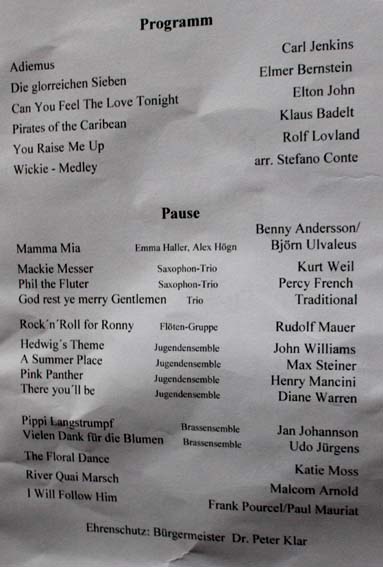 Programm
Adiemus Carl Jenkins
Die glorreichen Sieben Elmer Bernstein
Can You Feel The Love Tonight Elton John
Pirates of the Caribean Klaus Badelt
You Raise Me Up Rolf Lovland
Wickie - Medley arr. Stefano Conte
Pause
Benny Andersson/
Mamma Mia Emma Haller, Alex Högn Björn Ulvaleus
Mackie Messer Saxophon-Trio Kurt Weil
Phil the Fluter Saxophon-Trio Percy French
God rest ye merry Gentlemen Trio Traditional
Rock´n´Roll for Ronny Flöten-Gruppe Rudolf Mauer
Hedwig´s Theme Jugendensemble John Williams
A Summer Place Jugendensemble Max Steiner
Pink Panther Jugendensemble Henry Mancini
There you´ll be Jugendensemble Diane Warren
Pippi Langstrumpf Brassensemble Jan Johannson
Vielen Dank für die Blumen Brassensemble Udo Jürgens
The Floral Dance Katie Moss
River Quai Marsch Malcom Arnold
I Will Follow Him Frank Pourcel/Paul Mauriat
Ehrenschutz: Bürgermeister Dr. Peter Klar